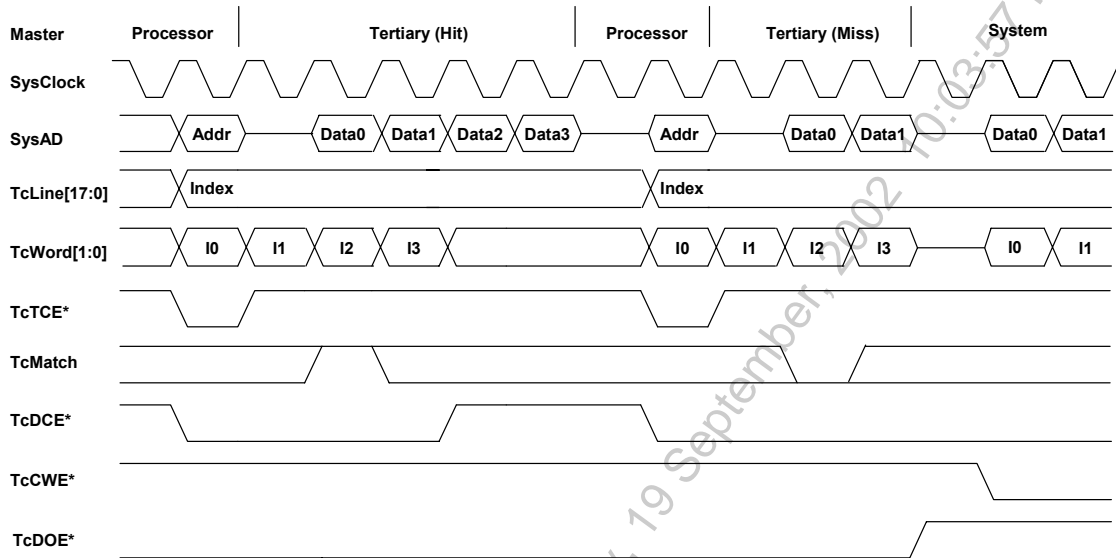 Master Processor Tertiary (Hit) Processor Tertiary (Miss) System
SysClock
SysAD Addr Data0 Data1 Data2 Data3 Addr Data0 Data1 Data0 Data1
TcLine[17:0] Index Index
TcWord[1:0] I0 I1 I2 I3 I0 I1 I2 I3 I0 I1
TcTCE*
TcMatch
TcDCE*
TcCWE*
TcDOE*
19 September, 2002 10:03:57